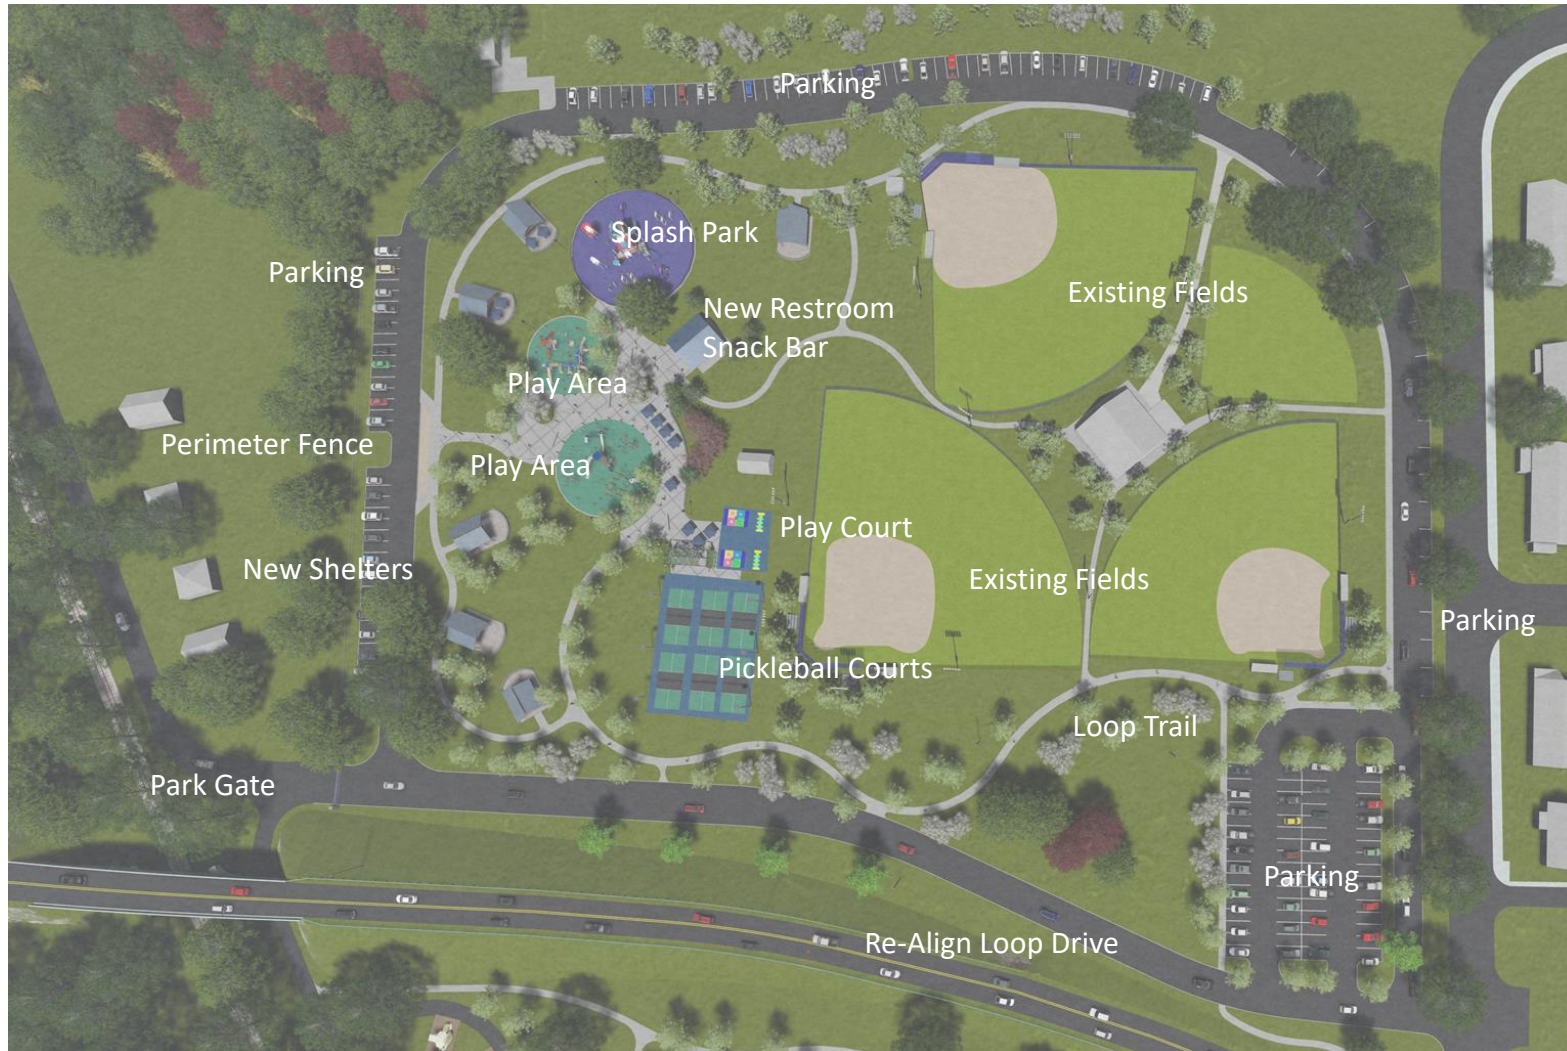 Parking
Splash Park
Parking
Existing Fields
New Restroom
Snack Bar
Play Area
Perimeter Fence
Play Area
Play Court
New Shelters
Existing Fields
Parking
Pickleball Courts
Loop Trail
Park Gate
Parking
Re-Align Loop Drive